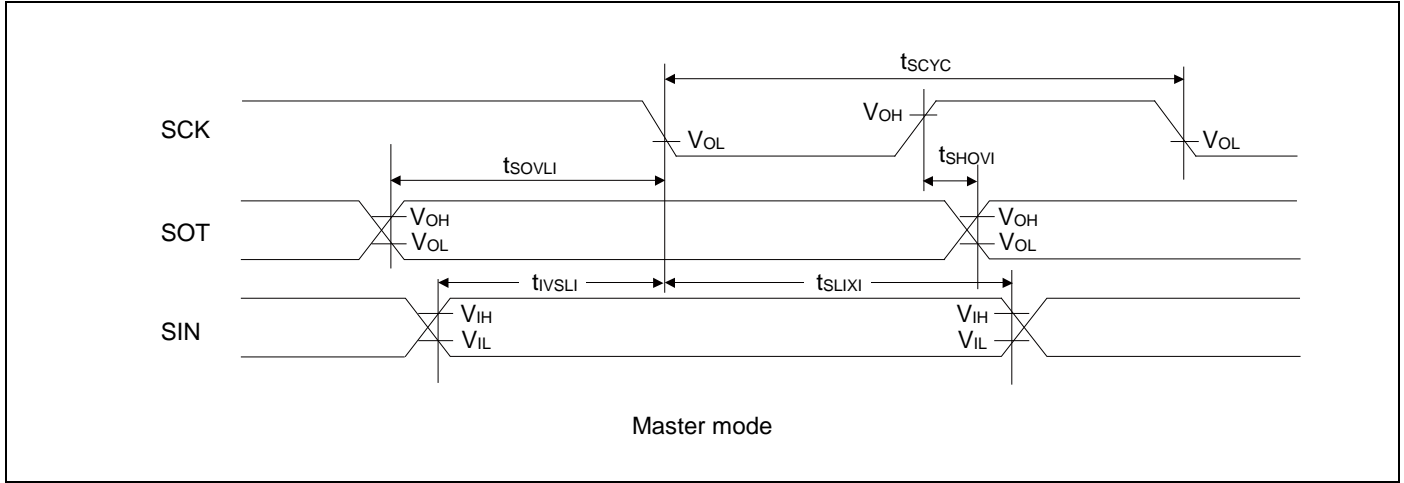 tSCYC
SCK
VOH
VOL
VOL
tSHOVI
tSOVLI
SOT
VOH
VOL
VOH
VOL
tIVSLI
tSLIXI
SIN
VIH
VIL
VIH
VIL
Master mode